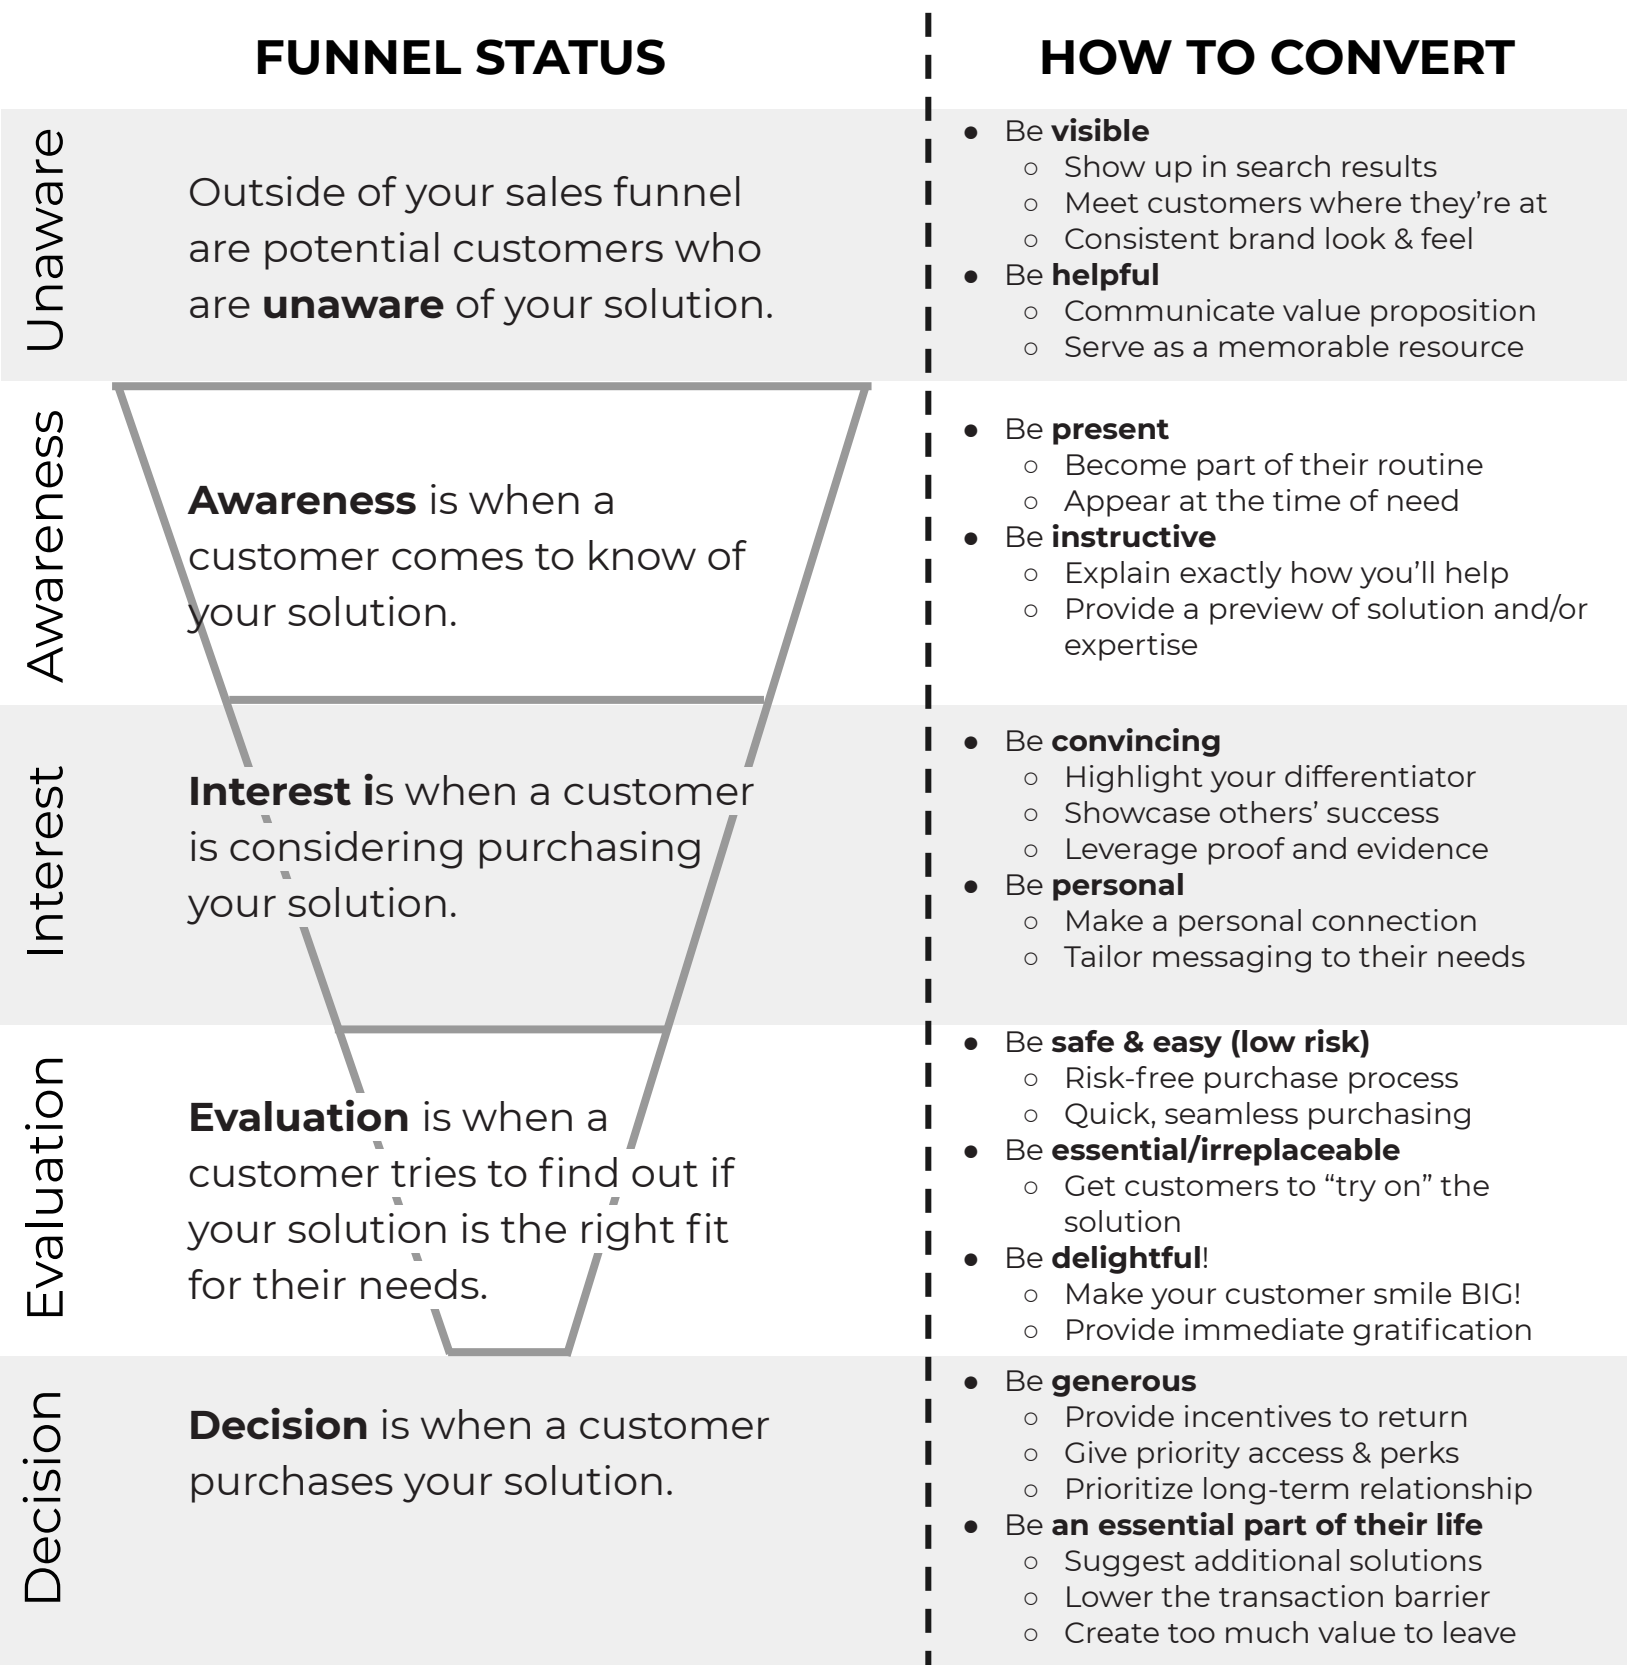 FUNNEL STATUS
HOW TO CONVERT
Unaware
Outside of your sales funnel
are potential customers who
are unaware of your solution.
● Be visible
○ Show up in search results
○ Meet customers where they’re at
○ Consistent brand look & feel
● Be helpful
○ Communicate value proposition
○ Serve as a memorable resource
Awareness
Awareness is when a
customer comes to know of
your solution.
● Be present
○ Become part of their routine
○ Appear at the time of need
● Be instructive
○ Explain exactly how you’ll help
○ Provide a preview of solution and/or
expertise
Interest
Interest is when a customer
is considering purchasing
your solution.
● Be convincing
○ Highlight your differentiator
○ Showcase others’ success
○ Leverage proof and evidence
● Be personal
○ Make a personal connection
○ Tailor messaging to their needs
Evaluation
Evaluation is when a
customer tries to find out if
your solution is the right fit
for their needs.
● Be safe & easy (low risk)
○ Risk-free purchase process
○ Quick, seamless purchasing
● Be essential/irreplaceable
○ Get customers to “try on” the
solution
● Be delightful!
○ Make your customer smile BIG!
○ Provide immediate gratification
Decision
Decision is when a customer
purchases your solution.
● Be generous
○ Provide incentives to return
○ Give priority access & perks
○ Prioritize long-term relationship
● Be an essential part of their life
○ Suggest additional solutions
○ Lower the transaction barrier
○ Create too much value to leave